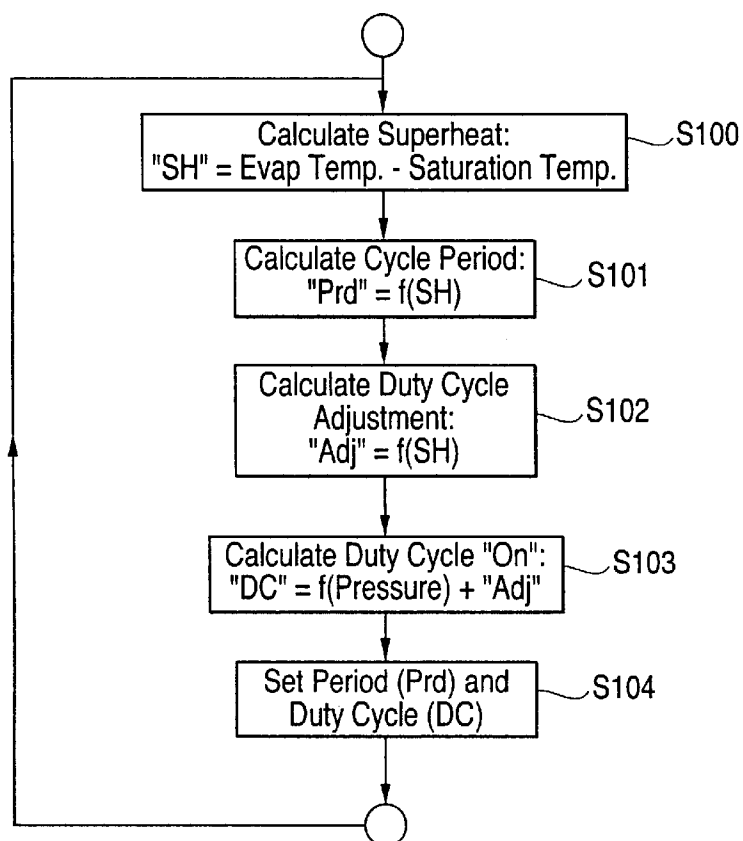 Calculate Superheat:
"SH" = Evap Temp. - Saturation Temp.
S100
Calculate Cycle Period:
"Prd" = f(SH)
S101
Calculate Duty Cycle
Adjustment:
"Adj" = f(SH)
S102
Calculate Duty Cycle "On":
"DC" = f(Pressure) + "Adj"
S103
Set Period (Prd) and
Duty Cycle (DC)
S104